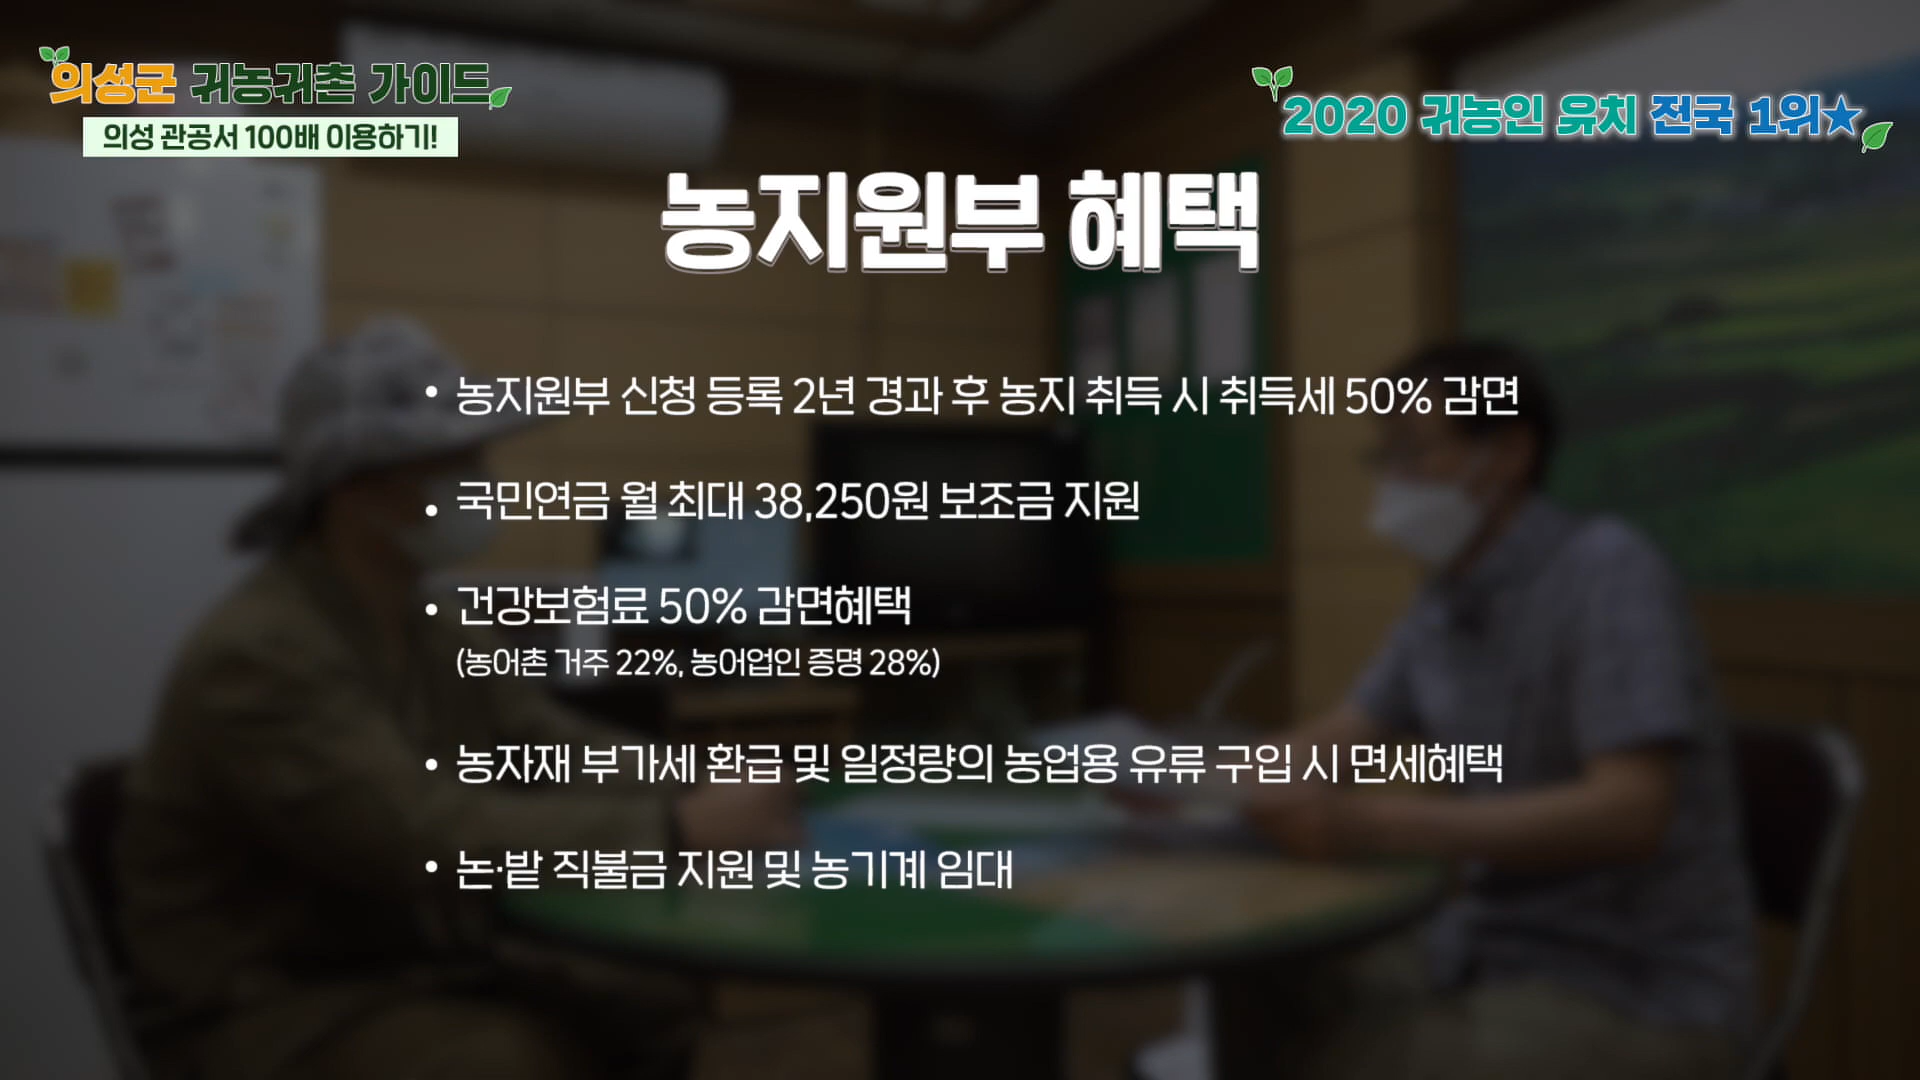 의성군 귀농귀촌 가이드
의성 관공서 100배 이용하기!
2020 귀농인 유치 전국 1위★
농지원부 혜택
• 농지원부 신청 등록 2년 경과 후 농지 취득 시 취득세 50% 감면
• 국민연금 월 최대 38,250원 보조금 지원
• 건강보험료 50% 감면혜택
(농어촌 거주 22%, 농어업인 증명 28%)
• 농자재 부가세 환급 및 일정량의 농업용 유류 구입 시 면세혜택
• 논·밭 직불금 지원 및 농기계 임대